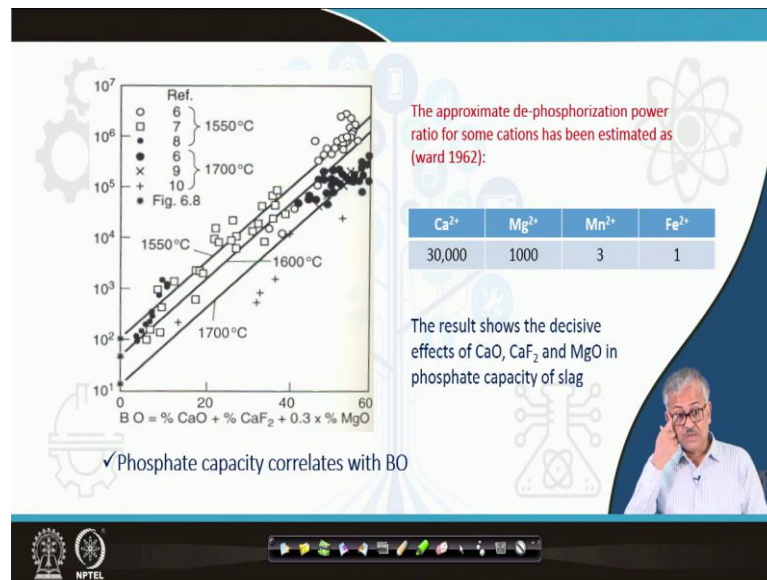 10⁷
10⁶
10⁵
10⁴
10³
10²
10¹
Ref.
6
7
8
1550°C
6
9
10
1700°C
Fig. 6.8
1550°C
1600°C
1700°C
0
20
40
60
B O = % CaO + % CaF₂ + 0.3 x % MgO
✓Phosphate capacity correlates with BO
The approximate de-phosphorization power
ratio for some cations has been estimated as
(ward 1962):
Ca²⁺ Mg²⁺ Mn²⁺ Fe²⁺
30,000 1000 3 1
The result shows the decisive
effects of CaO, CaF₂ and MgO in
phosphate capacity of slag
NPTEL